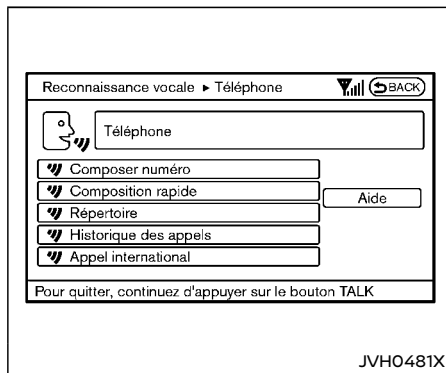 Reconnaissance vocale ▸ Téléphone BACK
Téléphone
Composer numéro
Composition rapide
Aide
Répertoire
Historique des appels
Appel international
Pour quitter, continuez d'appuyer sur le bouton TALK
JVH0481X